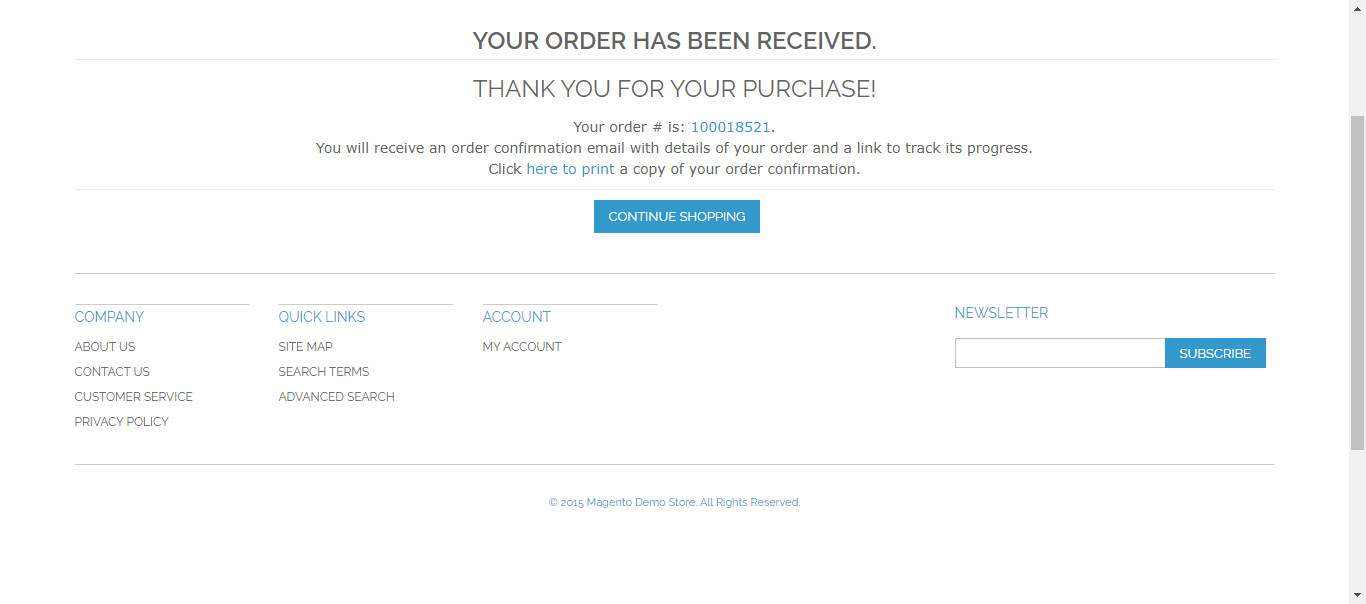 YOUR ORDER HAS BEEN RECEIVED.
THANK YOU FOR YOUR PURCHASE!
Your order # is: 100018521.
You will receive an order confirmation email with details of your order and a link to track its progress.
Click here to print a copy of your order confirmation.
CONTINUE SHOPPING
COMPANY
ABOUT US
CONTACT US
CUSTOMER SERVICE
PRIVACY POLICY
QUICK LINKS
SITE MAP
SEARCH TERMS
ADVANCED SEARCH
ACCOUNT
MY ACCOUNT
NEWSLETTER
SUBSCRIBE
© 2015 Magento Demo Store. All Rights Reserved.